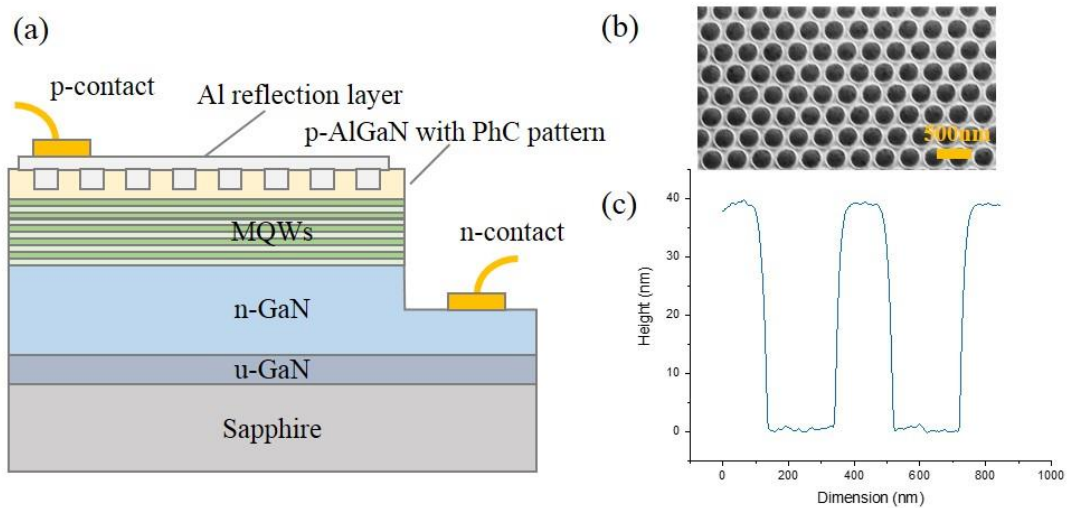 (a)
p-contact
Al reflection layer
p-AlGaN with PhC pattern
MQWs
n-contact
n-GaN
u-GaN
Sapphire
(b)
500nm
(c)
40
30
20
10
0
Height (nm)
0 200 400 600 800 1000
Dimension (nm)